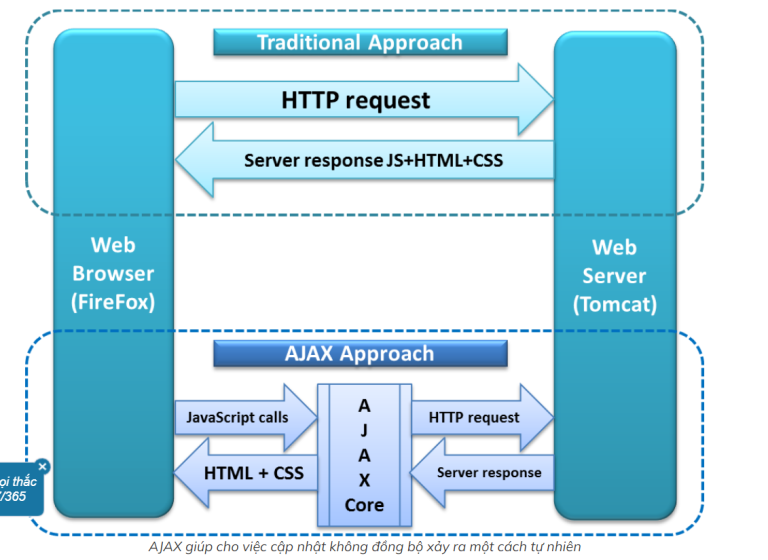 Traditional Approach
HTTP request
Server response JS+HTML+CSS
Web
Browser
(FireFox)
Web
Server
(Tomcat)
AJAX Approach
JavaScript calls
HTML + CSS
A
J
A
X
Core
HTTP request
Server response
ọi thắc
/365
AJAX giúp cho việc cập nhật không đồng bộ xảy ra một cách tự nhiên